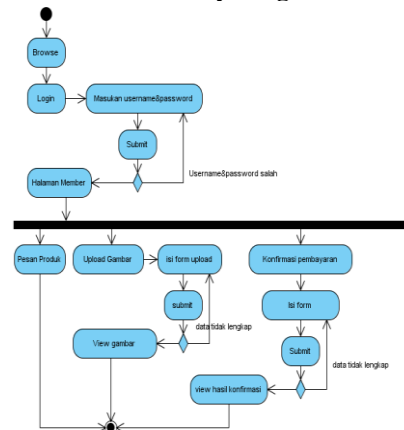 Browse
Login
Masukan username&password
Submit
Username&password salah
Halaman Member
Pesan Produk
Upload Gambar
isi form upload
Konfirmasi pembayaran
submit
Isi form
data tidak lengkap
View gambar
Submit
data tidak lengkap
view hasil konfirmasi